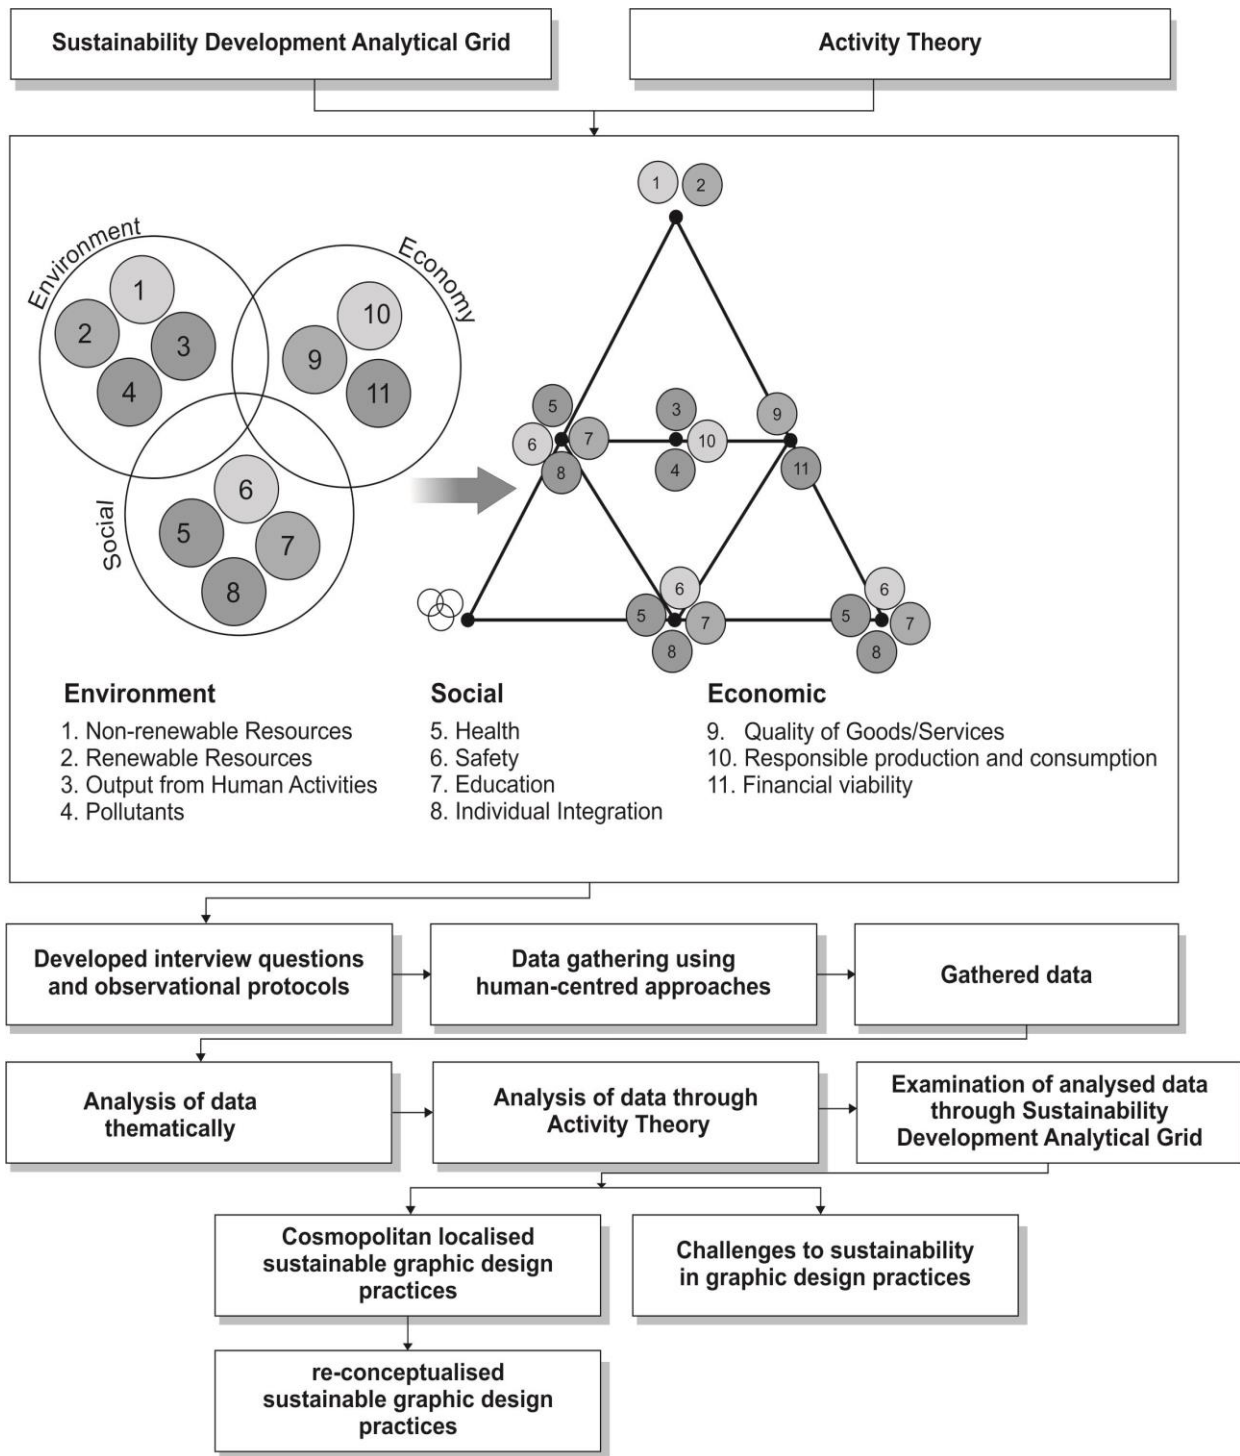 Sustainability Development Analytical Grid
Activity Theory
Environment
Economy
Social
1
2
3
4
10
9
11
6
5
7
8
1
2
5
6
7
8
3
10
4
9
11
6
5
7
8
6
5
7
8
Environment
1. Non-renewable Resources
2. Renewable Resources
3. Output from Human Activities
4. Pollutants
Social
5. Health
6. Safety
7. Education
8. Individual Integration
Economic
9. Quality of Goods/Services
10. Responsible production and consumption
11. Financial viability
Developed interview questions
and observational protocols
Data gathering using
human-centred approaches
Gathered data
Analysis of data
thematically
Analysis of data through
Activity Theory
Examination of analysed data
through Sustainability
Development Analytical Grid
Cosmopolitan localised
sustainable graphic design
practices
Challenges to sustainability
in graphic design practices
re-conceptualised
sustainable graphic design
practices